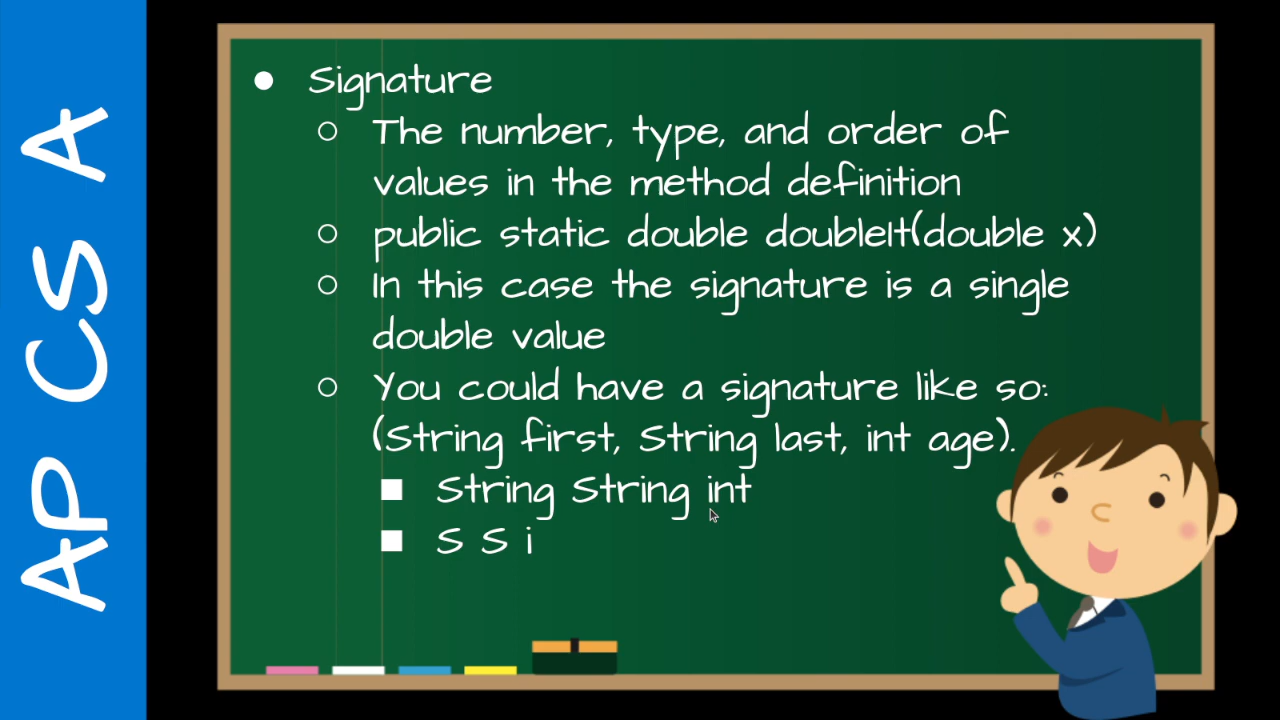 AP CS A
● Signature
○ The number, type, and order of
values in the method definition
○ public static double doubleIt(double x)
○ In this case the signature is a single
double value
○ You could have a signature like so:
(String first, String last, int age).
■ String String int
■ S S i